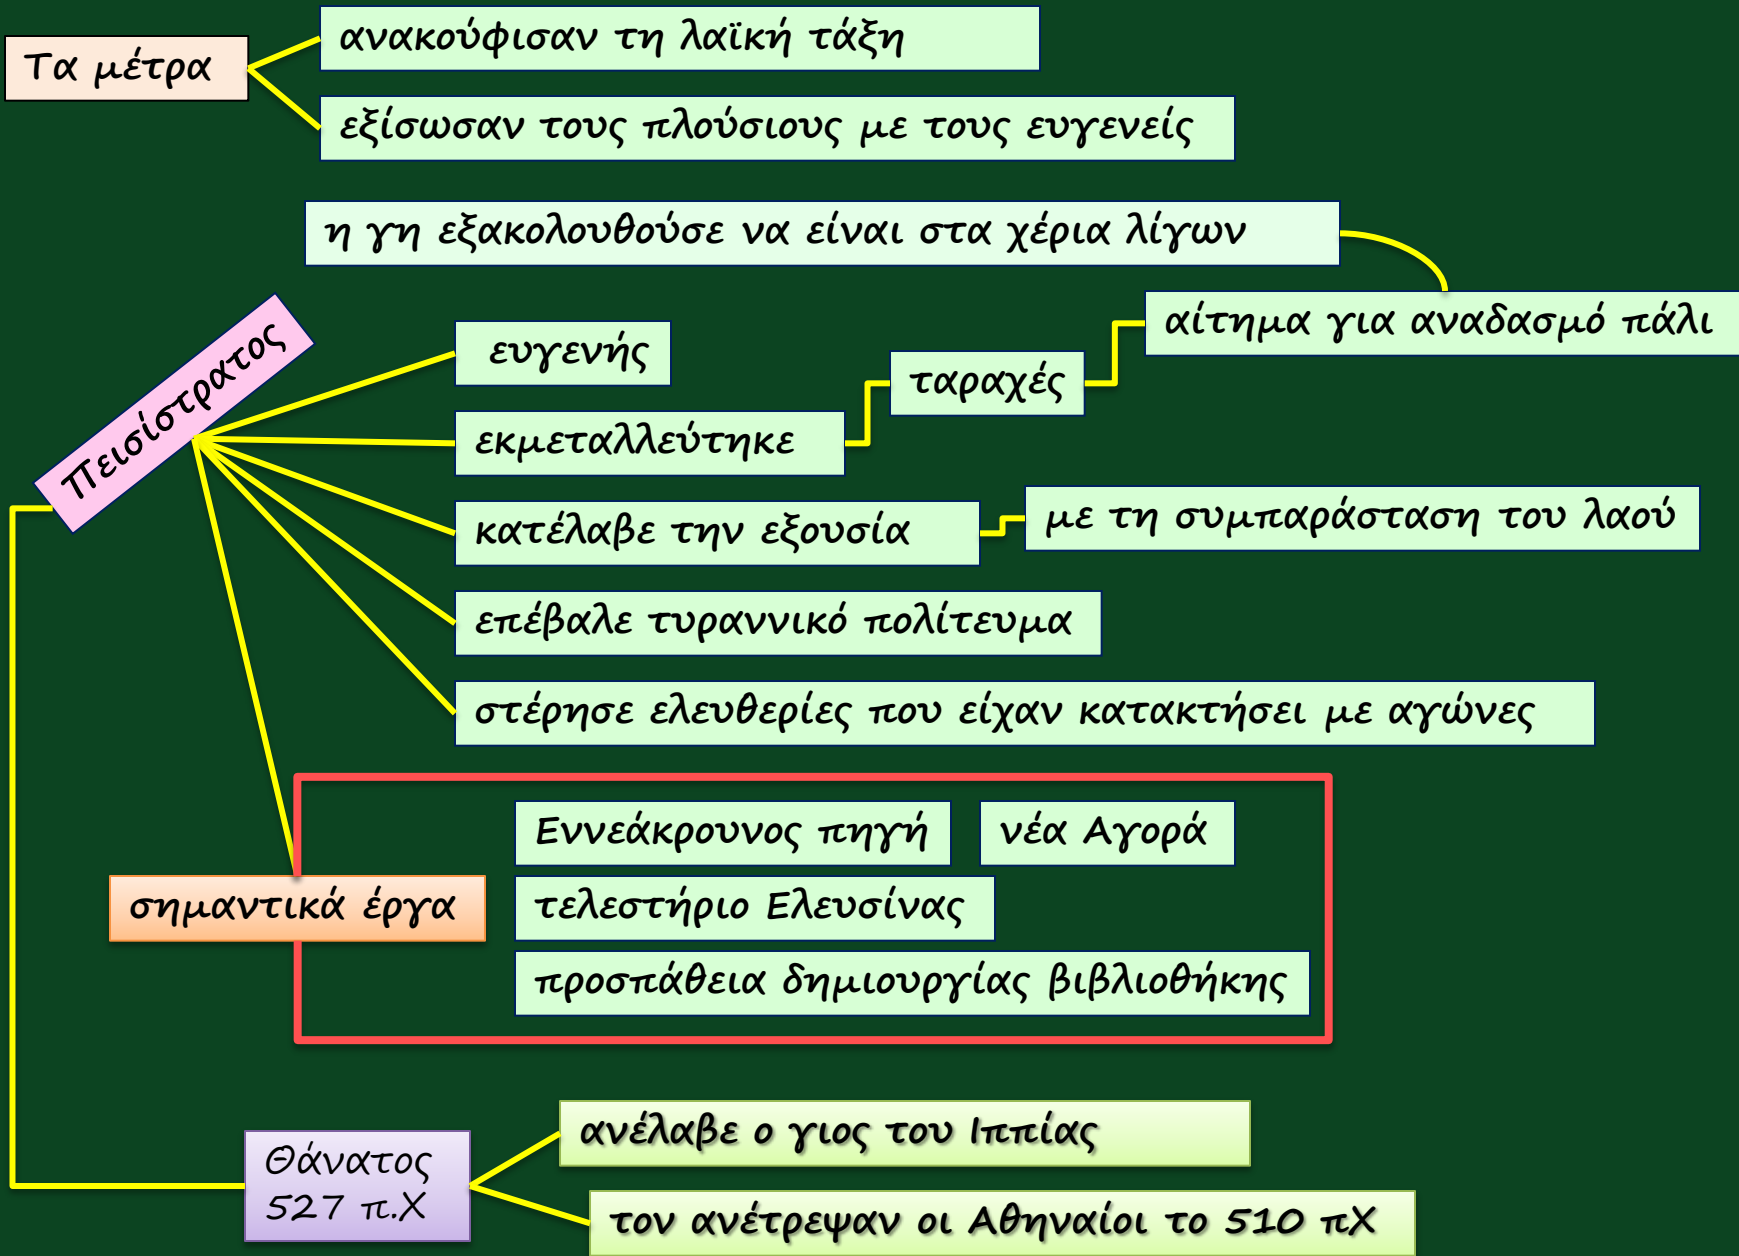 Τα μέτρα
ανακούφισαν τη λαϊκή τάξη
εξίσωσαν τους πλούσιους με τους ευγενείς
η γη εξακολουθούσε να είναι στα χέρια λίγων
αίτημα για αναδασμό πάλι
Πεισίστρατος
ευγενής
ταραχές
εκμεταλλεύτηκε
κατέλαβε την εξουσία
με τη συμπαράσταση του λαού
επέβαλε τυραννικό πολίτευμα
στέρησε ελευθερίες που είχαν κατακτήσει με αγώνες
σημαντικά έργα
Εννεάκρουνος πηγή
νέα Αγορά
τελεστήριο Ελευσίνας
προσπάθεια δημιουργίας βιβλιοθήκης
Θάνατος
527 π.Χ
ανέλαβε ο γιος του Ιππίας
τον ανέτρεψαν οι Αθηναίοι το 510 πΧ